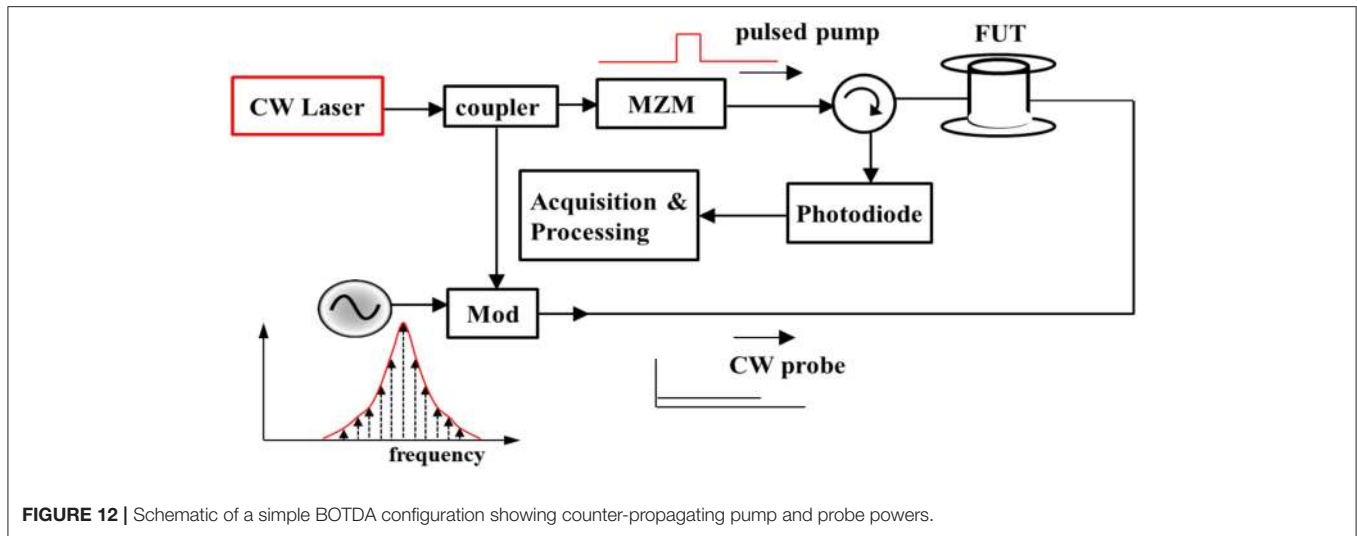 pulsed pump
FUT
CW Laser
coupler
MZM
Acquisition &
Processing
Photodiode
Mod
CW probe
frequency
FIGURE 12 | Schematic of a simple BOTDA configuration showing counter-propagating pump and probe powers.